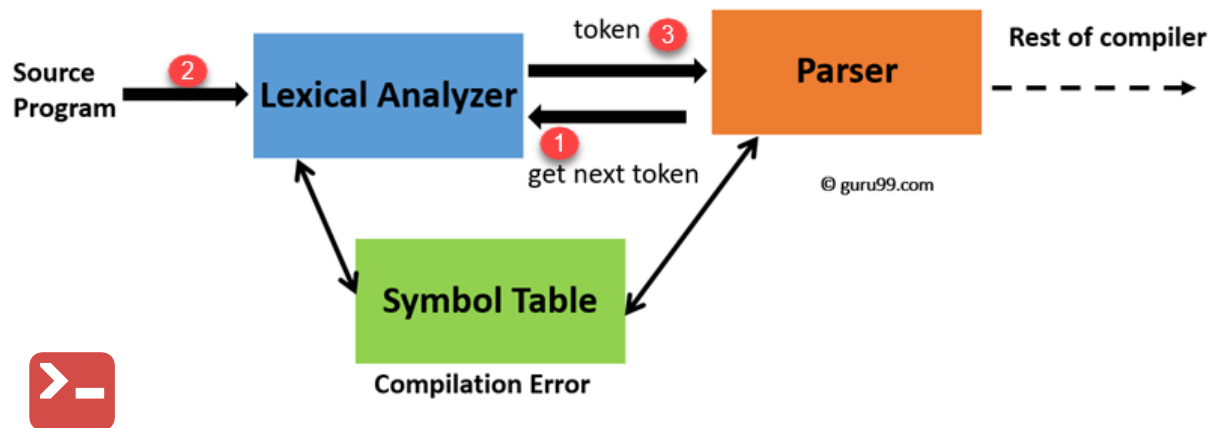 token 3
Rest of compiler
Source
Program
2
Lexical Analyzer
Parser
1
get next token
© guru99.com
Symbol Table
Compilation Error